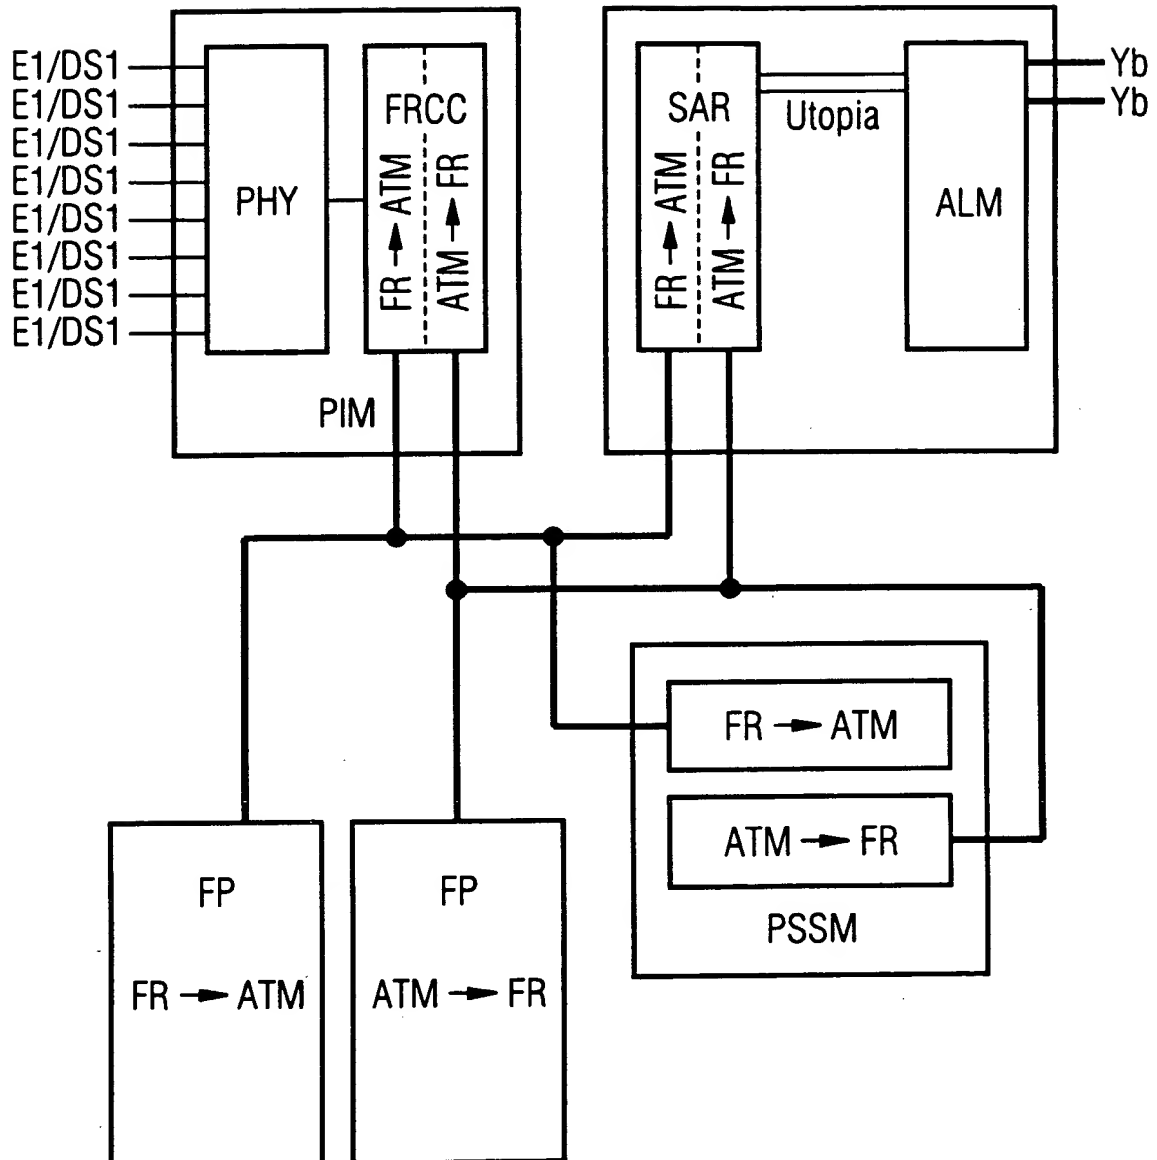 E1/DS1
E1/DS1
E1/DS1
E1/DS1
E1/DS1
E1/DS1
E1/DS1
E1/DS1
PHY
FRCC
FR → ATM
ATM → FR
PIM
SAR
FR → ATM
ATM → FR
Utopia
ALM
Yb
Yb
FR → ATM
ATM → FR
PSSM
FP
FR → ATM
FP
ATM → FR